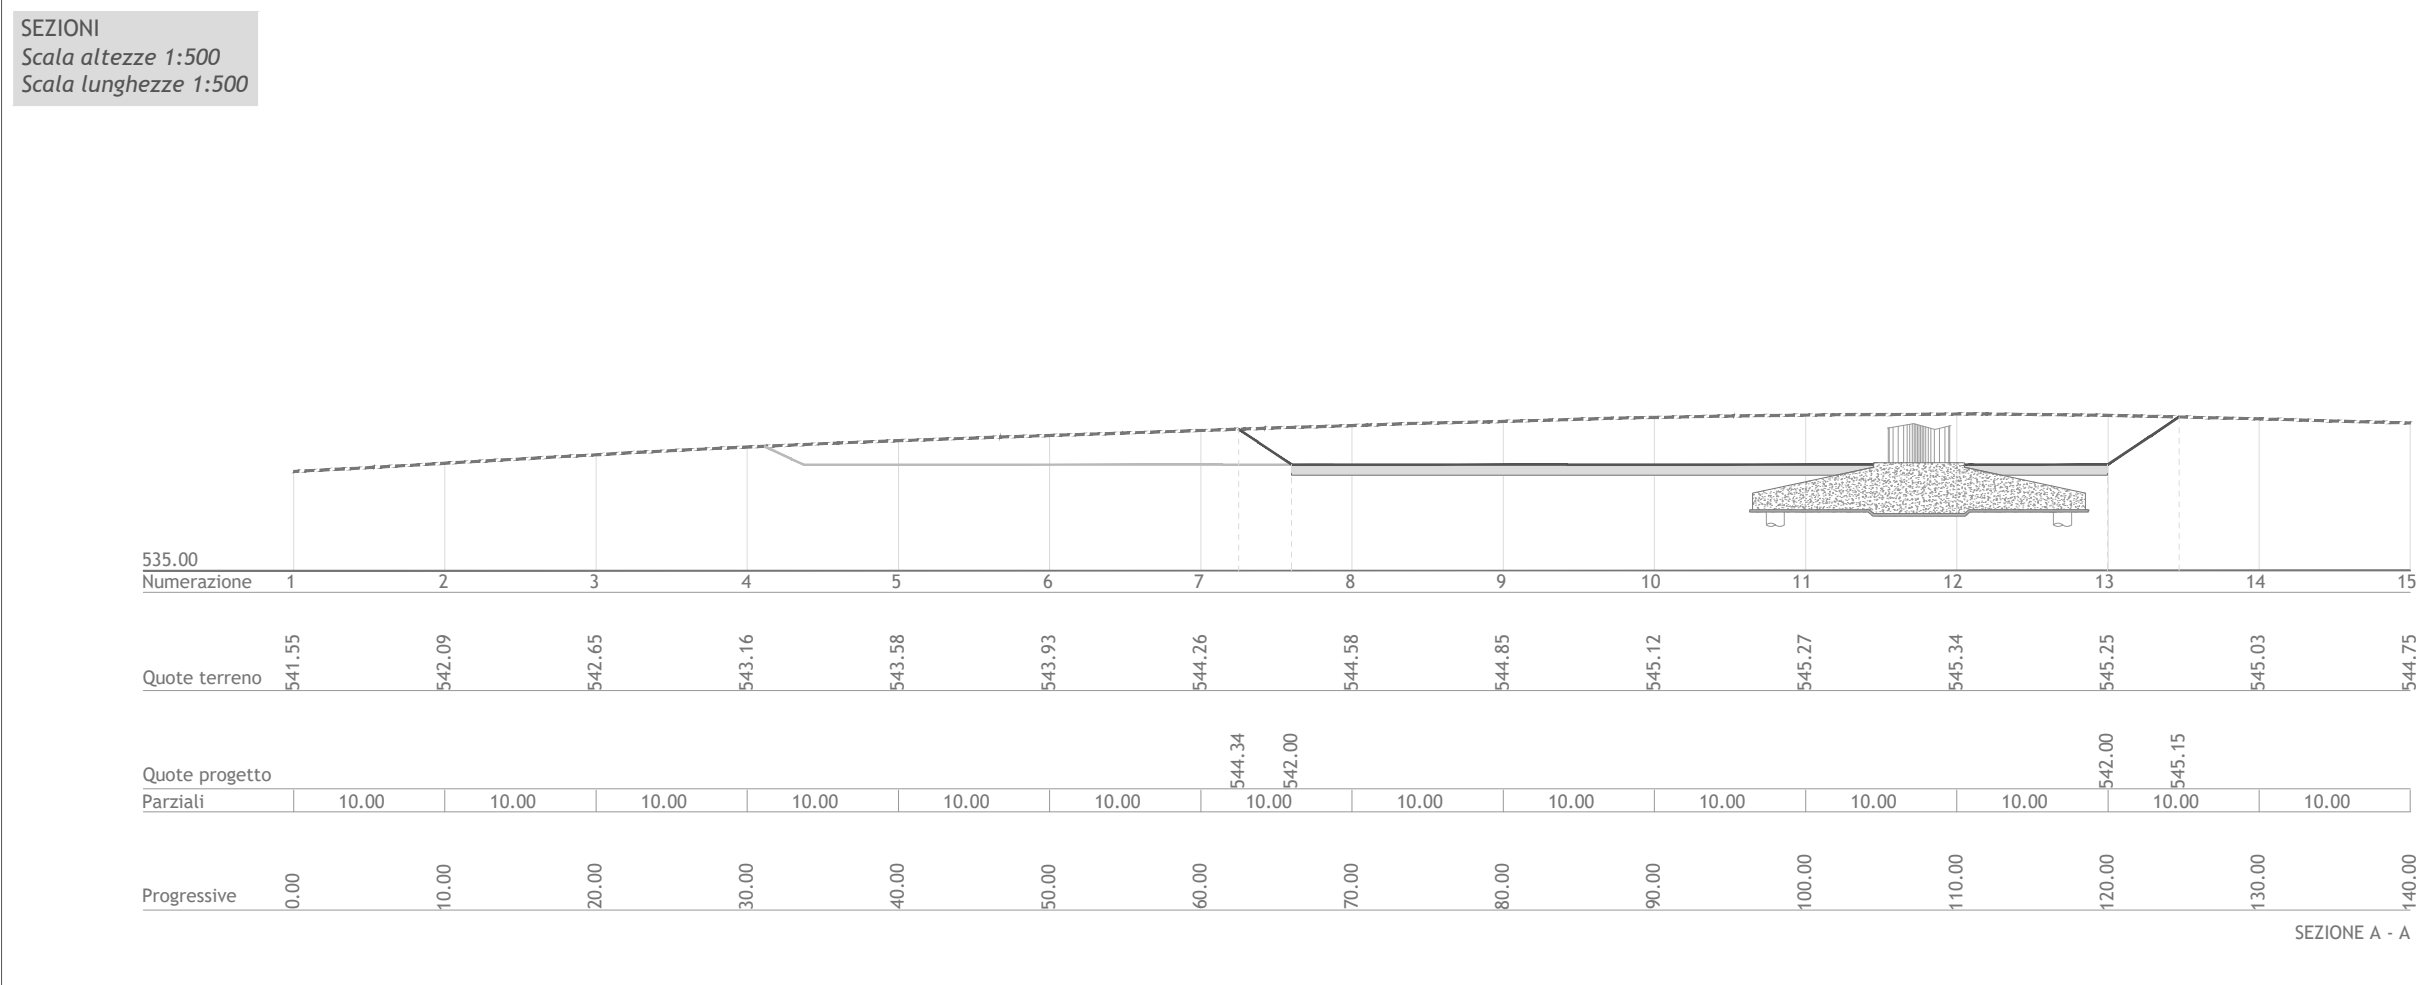 SEZIONI
Scala altezze 1:500
Scala lunghezze 1:500
535.00
Numerazione 1 2 3 4 5 6 7 8 9 10 11 12 13 14 15
Quote terreno 541.55 542.09 542.65 543.16 543.58 543.93 544.26 544.58 544.85 545.12 545.27 545.34 545.25 545.03 544.75
Quote progetto 544.34 542.00 542.00 545.15
Parziali 10.00 10.00 10.00 10.00 10.00 10.00 10.00 10.00 10.00 10.00 10.00 10.00 10.00 10.00
Progressive 0.00 10.00 20.00 30.00 40.00 50.00 60.00 70.00 80.00 90.00 100.00 110.00 120.00 130.00 140.00
SEZIONE A - A